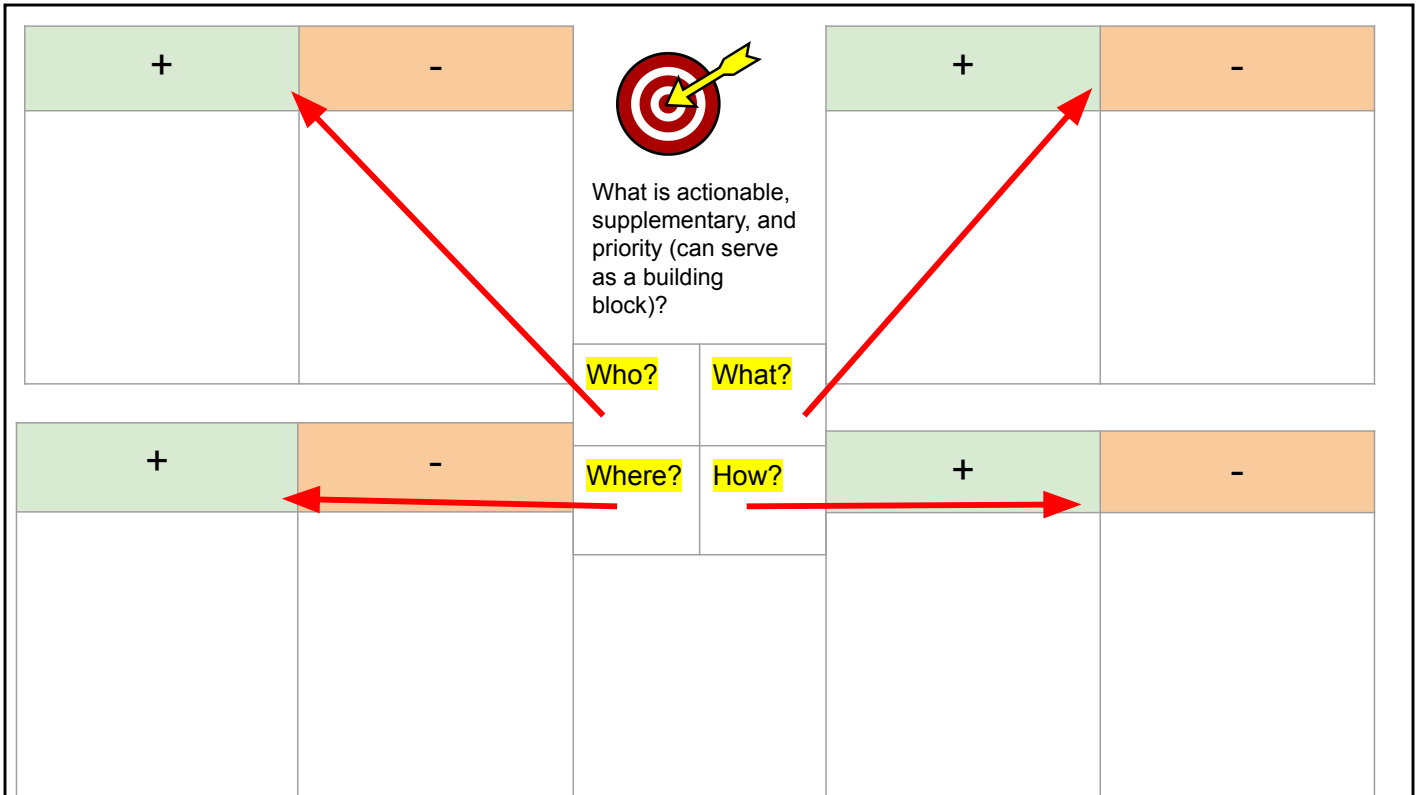 + -
+ -
What is actionable,
supplementary, and
priority (can serve
as a building
block)?
Who? What?
Where? How?
+ -
+ -